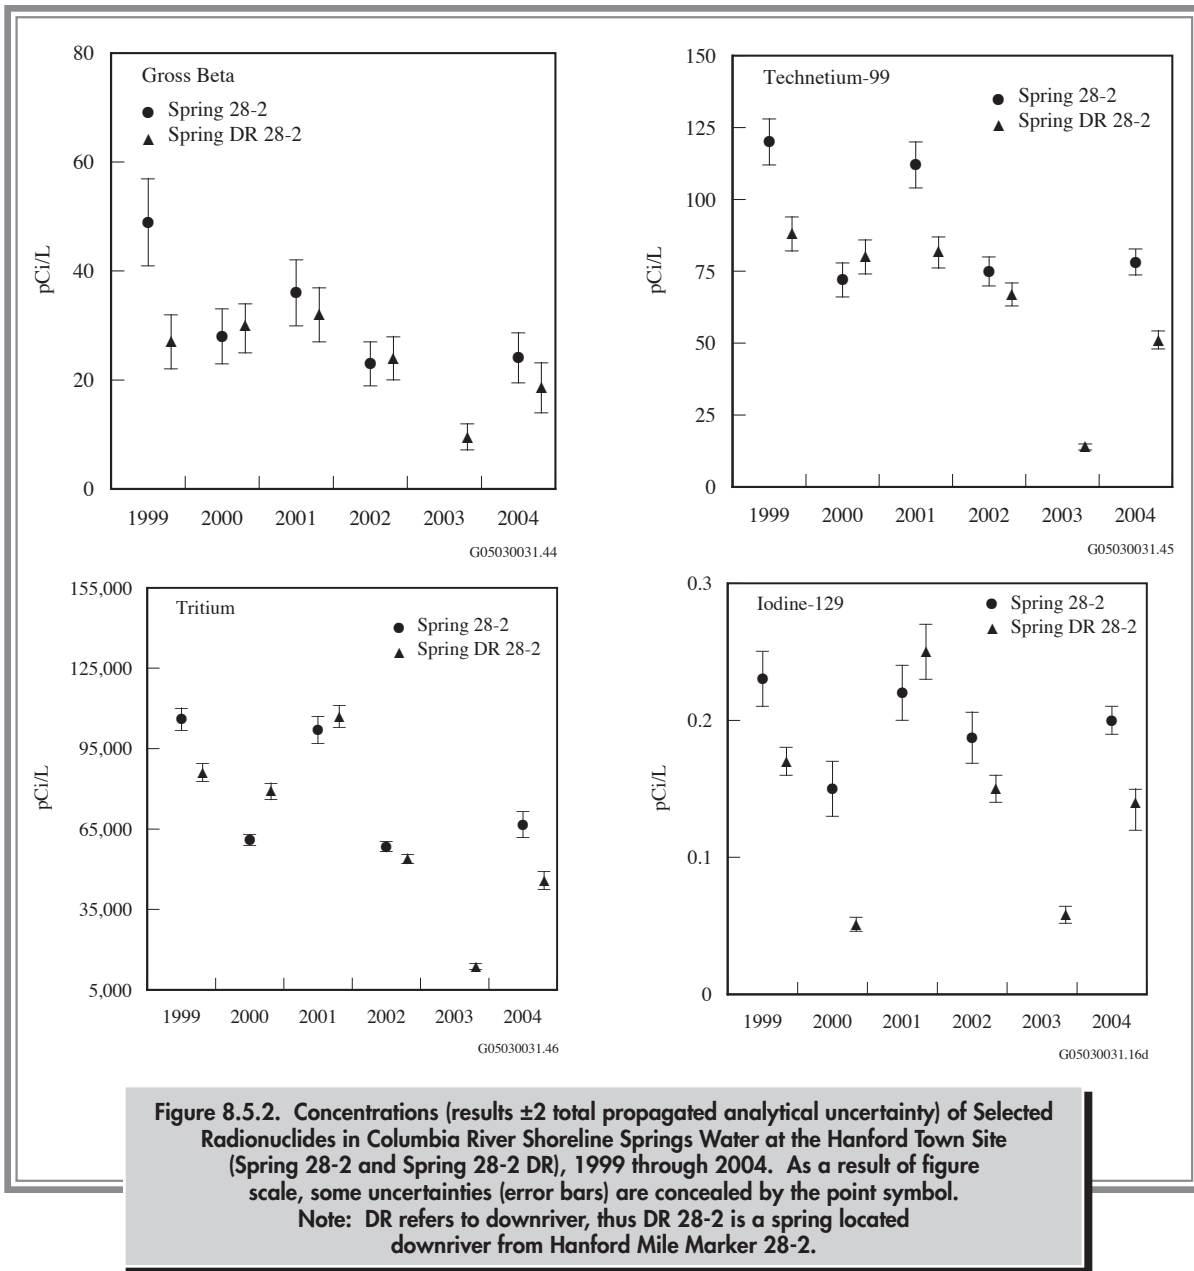 80
60
40
20
0
pCi/L
Gross Beta
Spring 28-2
Spring DR 28-2
1999 2000 2001 2002 2003 2004
G05030031.44
150
125
100
75
50
25
0
pCi/L
Technetium-99
Spring 28-2
Spring DR 28-2
1999 2000 2001 2002 2003 2004
G05030031.45
155,000
125,000
95,000
65,000
35,000
5,000
pCi/L
Tritium
Spring 28-2
Spring DR 28-2
1999 2000 2001 2002 2003 2004
G05030031.46
0.3
0.2
0.1
0
pCi/L
Iodine-129
Spring 28-2
Spring DR 28-2
1999 2000 2001 2002 2003 2004
G05030031.16d
Figure 8.5.2. Concentrations (results ±2 total propagated analytical uncertainty) of Selected
Radionuclides in Columbia River Shoreline Springs Water at the Hanford Town Site
(Spring 28-2 and Spring 28-2 DR), 1999 through 2004. As a result of figure
scale, some uncertainties (error bars) are concealed by the point symbol.
Note: DR refers to downriver, thus DR 28-2 is a spring located
downriver from Hanford Mile Marker 28-2.